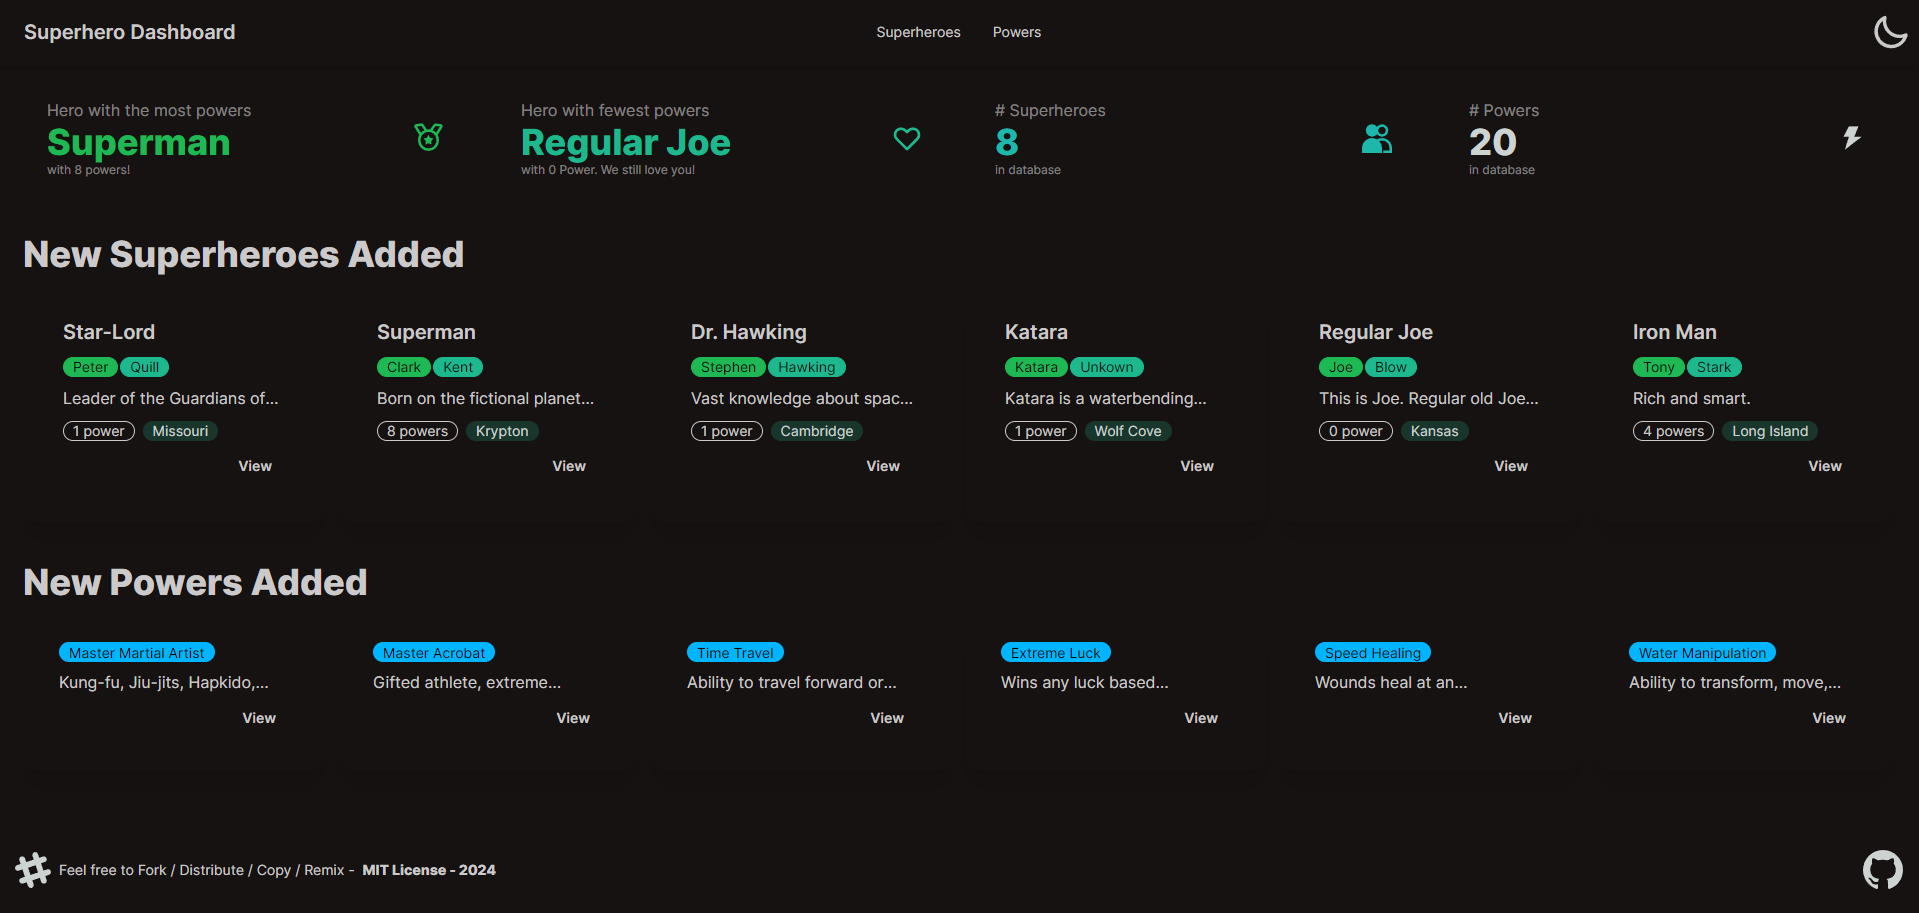 Superhero Dashboard
Superheroes Powers
Hero with the most powers
Superman
with 8 powers!
Hero with fewest powers
Regular Joe
with 0 Power. We still love you!
# Superheroes
8
in database
# Powers
20
in database
New Superheroes Added
Star-Lord
Peter Quill
Leader of the Guardians of...
1 power Missouri
View
Superman
Clark Kent
Born on the fictional planet...
8 powers Krypton
View
Dr. Hawking
Stephen Hawking
Vast knowledge about spac...
1 power Cambridge
View
Katara
Katara Unkown
Katara is a waterbending...
1 power Wolf Cove
View
Regular Joe
Joe Blow
This is Joe. Regular old Joe...
0 power Kansas
View
Iron Man
Tony Stark
Rich and smart.
4 powers Long Island
View
New Powers Added
Master Martial Artist
Kung-fu, Jiu-jits, Hapkido,...
View
Master Acrobat
Gifted athlete, extreme...
View
Time Travel
Ability to travel forward or...
View
Extreme Luck
Wins any luck based...
View
Speed Healing
Wounds heal at an...
View
Water Manipulation
Ability to transform, move,...
View
Feel free to Fork / Distribute / Copy / Remix - MIT License - 2024